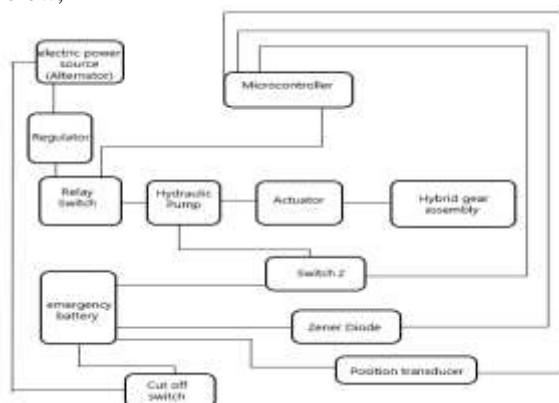 electric power
source
(Alternator)
Microcontroller
Regulator
Relay
Switch
Hydraulic
Pump
Actuator
Hybrid gear
assembly
Switch 2
emergency
battery
Zener Diode
Position transducer
Cut off
switch